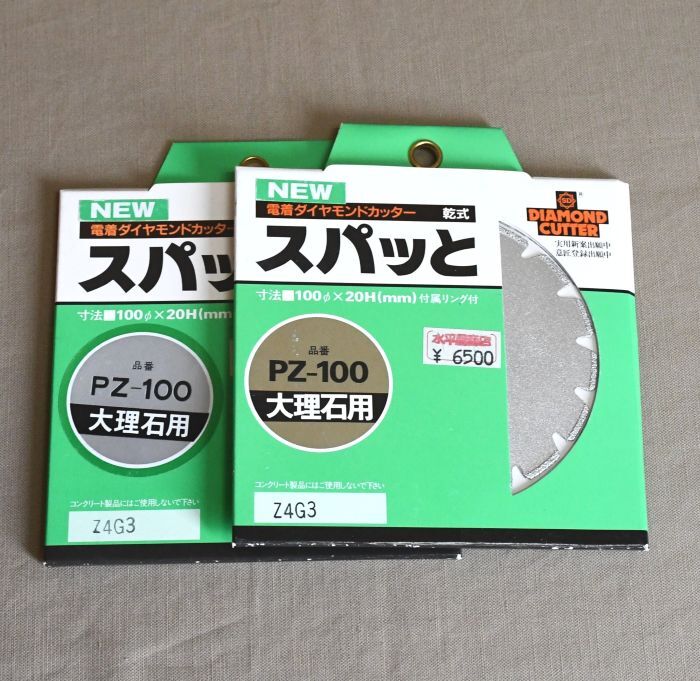 NEW
電着ダイヤモンドカッター
スパッ
寸法■100φ×20H(mm)
品番
PZ-100
大理石用
コンクリート製品にはご使用しないで下さい
Z4G3
NEW
電着ダイヤモンドカッター 乾式
スパッと
寸法■100φ×20H(mm)付属リング付
品番
PZ-100
大理石用
¥6500
コンクリート製品にはご使用しないで下さい
Z4G3
SD
DIAMOND
CUTTER
実用新案出願中
意匠登録出願中